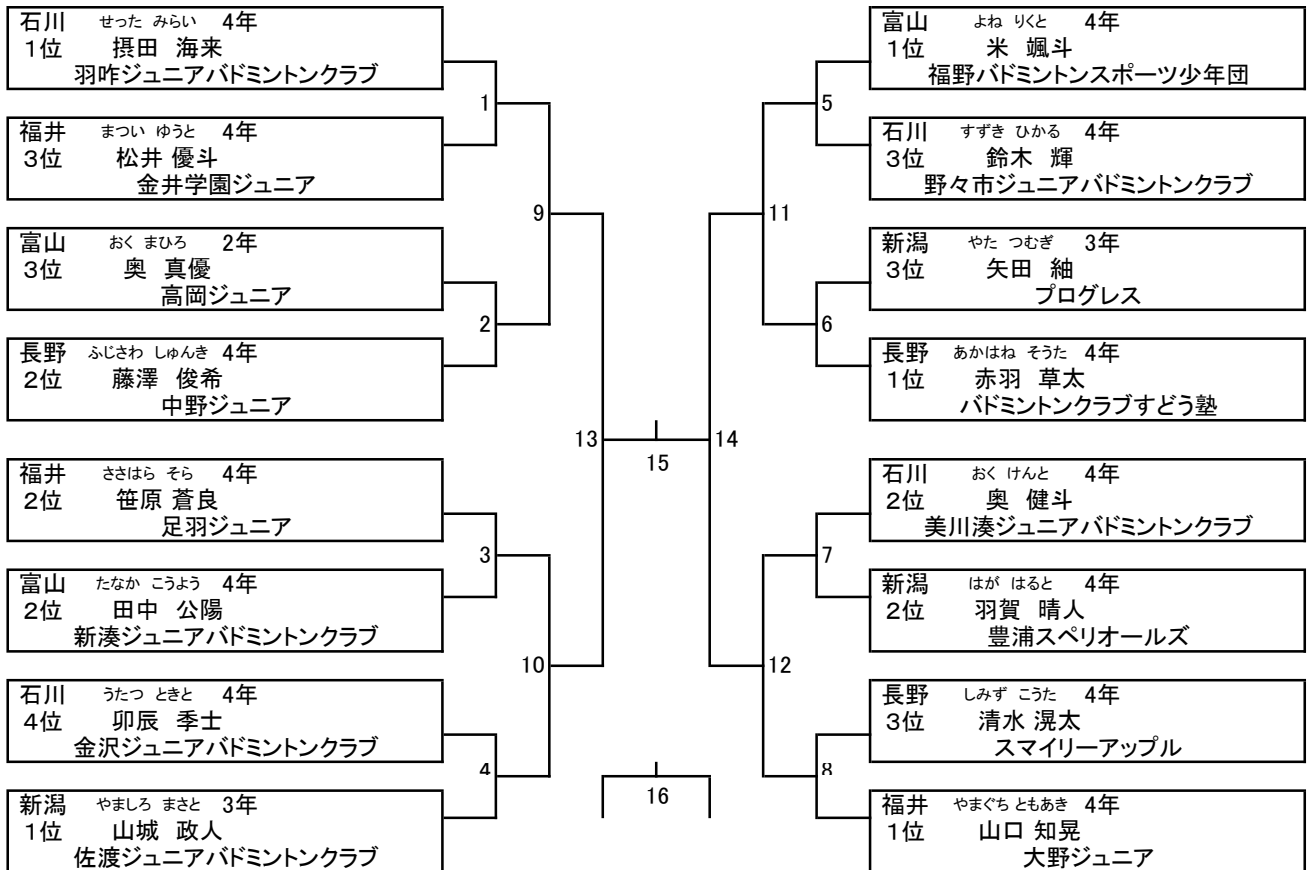 石川 せった みらい 4年
1位 摂田 海来
羽咋ジュニアバドミントンクラブ
福井 まつい ゆうと 4年
3位 松井 優斗
金井学園ジュニア
富山 おく まひろ 2年
3位 奥 真優
高岡ジュニア
長野 ふじさわ しゅんき 4年
2位 藤澤 俊希
中野ジュニア
福井 ささはら そら 4年
2位 笹原 蒼良
足羽ジュニア
富山 たなか こうよう 4年
2位 田中 公陽
新湊ジュニアバドミントンクラブ
石川 うたつ ときと 4年
4位 卯辰 季士
金沢ジュニアバドミントンクラブ
新潟 やましろ まさと 3年
1位 山城 政人
佐渡ジュニアバドミントンクラブ
1
2
3
4
9
10
13
15
16
14
11
12
5
6
7
8
富山 よね りくと 4年
1位 米 颯斗
福野バドミントンスポーツ少年団
石川 すずき ひかる 4年
3位 鈴木 輝
野々市ジュニアバドミントンクラブ
新潟 やた つむぎ 3年
3位 矢田 紬
プログレス
長野 あかはね そうた 4年
1位 赤羽 草太
バドミントンクラブすどう塾
石川 おく けんと 4年
2位 奥 健斗
美川湊ジュニアバドミントンクラブ
新潟 はが はると 4年
2位 羽賀 晴人
豊浦スペリオールズ
長野 しみず こうた 4年
3位 清水 滉太
スマイリーアップル
福井 やまぐち ともあき 4年
1位 山口 知晃
大野ジュニア